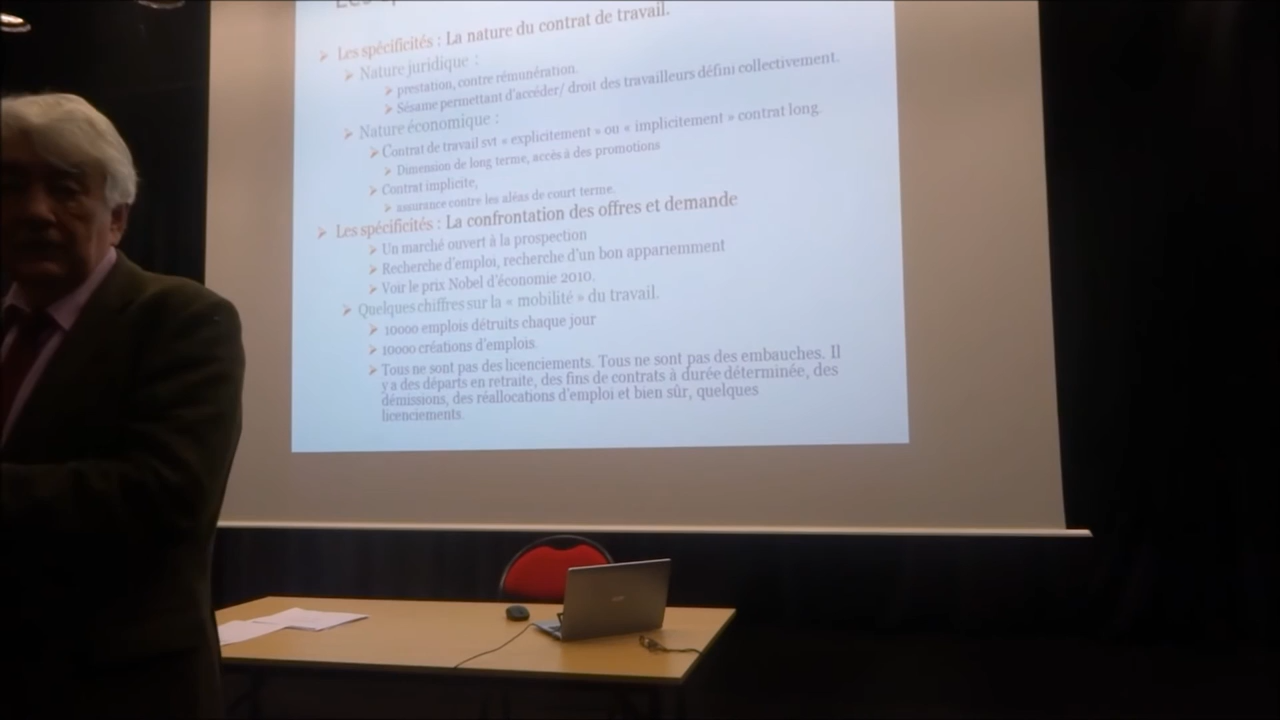 Les spécificités : La nature du contrat de travail.
Nature juridique :
prestation, contre rémunération.
Sésame permettant d'accéder/ droit des travailleurs défini collectivement.
Nature économique :
Contrat de travail svt « explicitement » ou « implicitement » contrat long.
Dimension de long terme, accès à des promotions
Contrat implicite,
assurance contre les aléas de court terme.
Les spécificités : La confrontation des offres et demande
Un marché ouvert à la prospection
Recherche d'emploi, recherche d'un bon appariemment
Voir le prix Nobel d'économie 2010.
Quelques chiffres sur la « mobilité » du travail.
10000 emplois détruits chaque jour
10000 créations d'emplois.
Tous ne sont pas des licenciements. Tous ne sont pas des embauches. Il
y a des départs en retraite, des fins de contrats à durée déterminée, des
démissions, des réallocations d'emploi et bien sûr, quelques
licenciements.